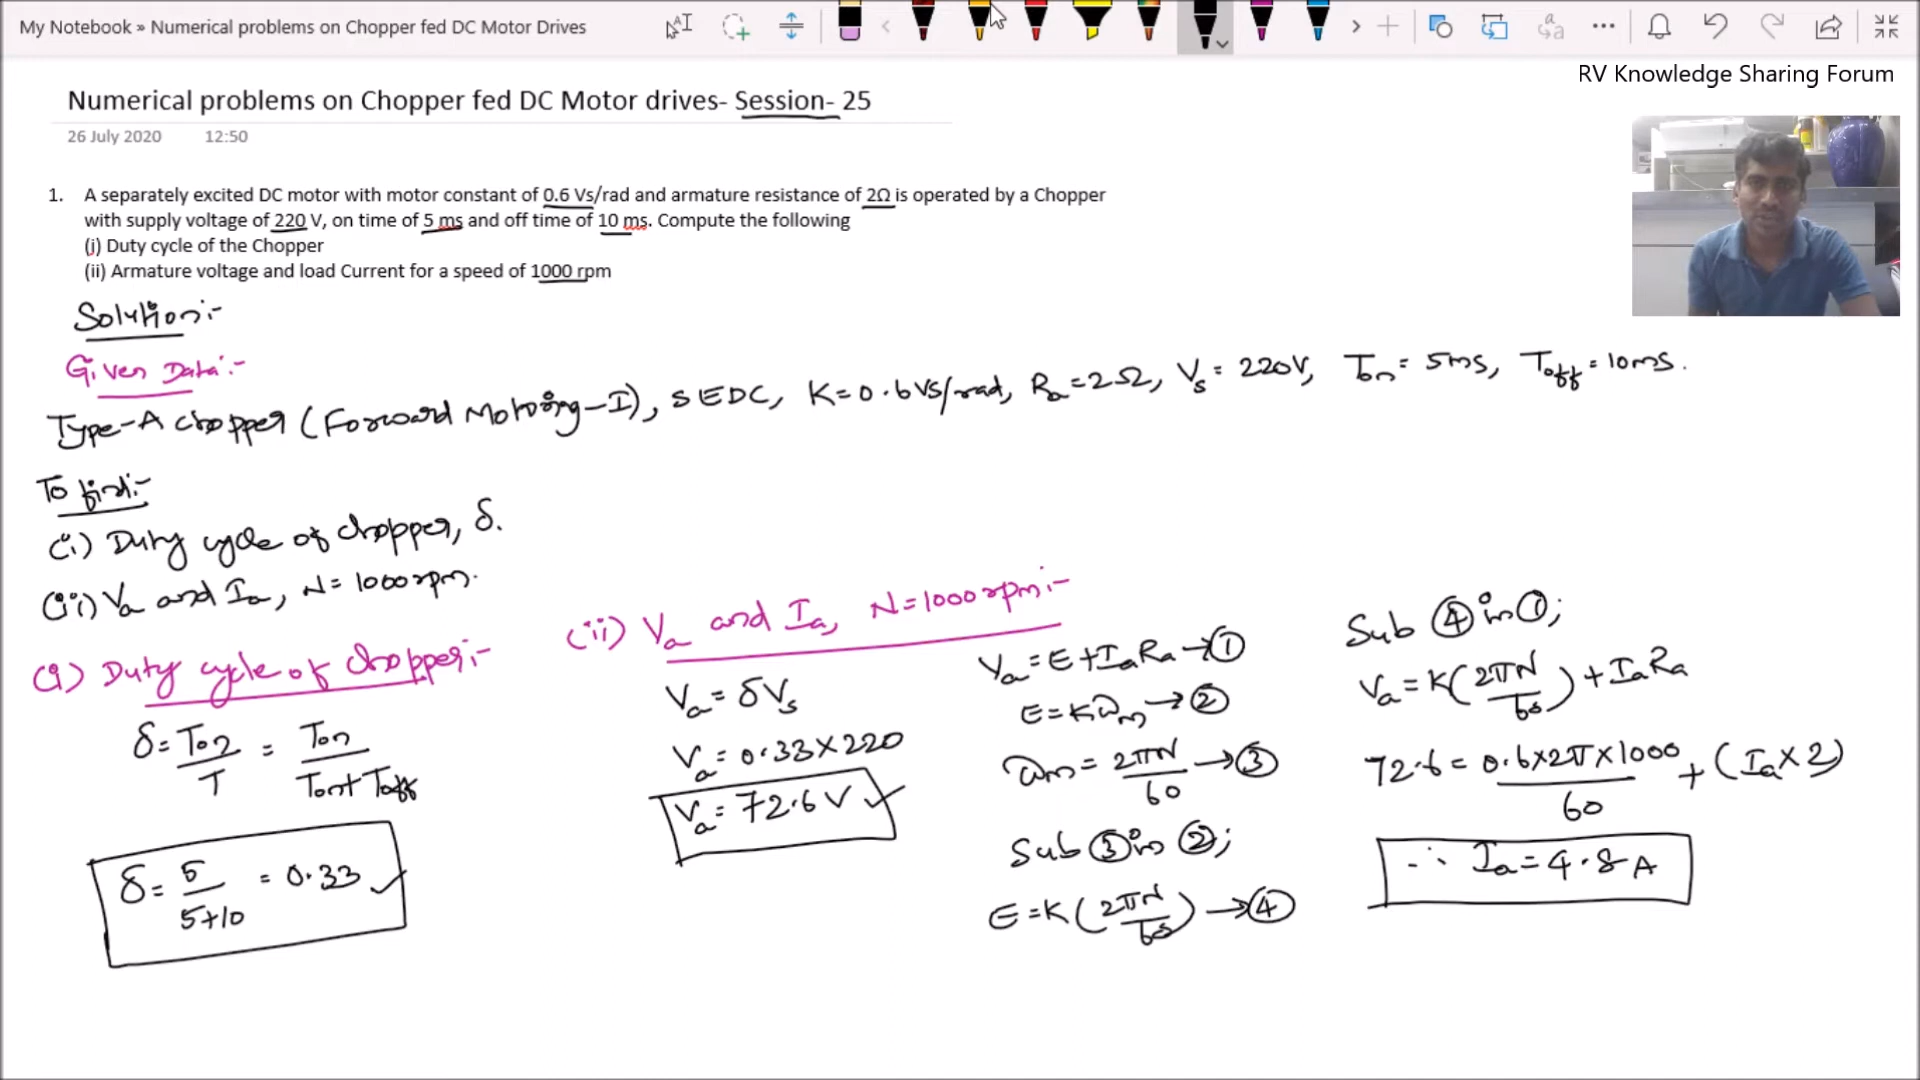 My Notebook » Numerical problems on Chopper fed DC Motor Drives
RV Knowledge Sharing Forum
Numerical problems on Chopper fed DC Motor drives- Session- 25
26 July 2020 12:50
1. A separately excited DC motor with motor constant of 0.6 Vs/rad and armature resistance of 2Ω is operated by a Chopper
with supply voltage of 220 V, on time of 5 ms and off time of 10 ms. Compute the following
(i) Duty cycle of the Chopper
(ii) Armature voltage and load Current for a speed of 1000 rpm
Solution:-
Given Data:-
Type-A chopper (Forward Motoring-I), SEDC, K=0.6Vs/rad, Ra=2Ω, Vs=220V, Ton=5ms, Toff=10ms.
To find:-
(i) Duty cycle of chopper, δ.
(ii) Va and Ia, N=1000rpm.
(i) Duty cycle of chopper:-
δ=Ton/T = Ton/Ton+Toff
δ=5/5+10 = 0.33
(ii) Va and Ia, N=1000rpm:-
Va=δVs
Va=0.33×220
Va=72.6V
Va=E+IaRa→①
E=Kωm→②
ωm=2πN/60→③
Sub ③in ②;
E=K(2πN/60)→④
Sub ④in①;
Va=K(2πN/60)+IaRa
72.6=0.6×2π×1000/60+(Ia×2)
∴ Ia=4.8A